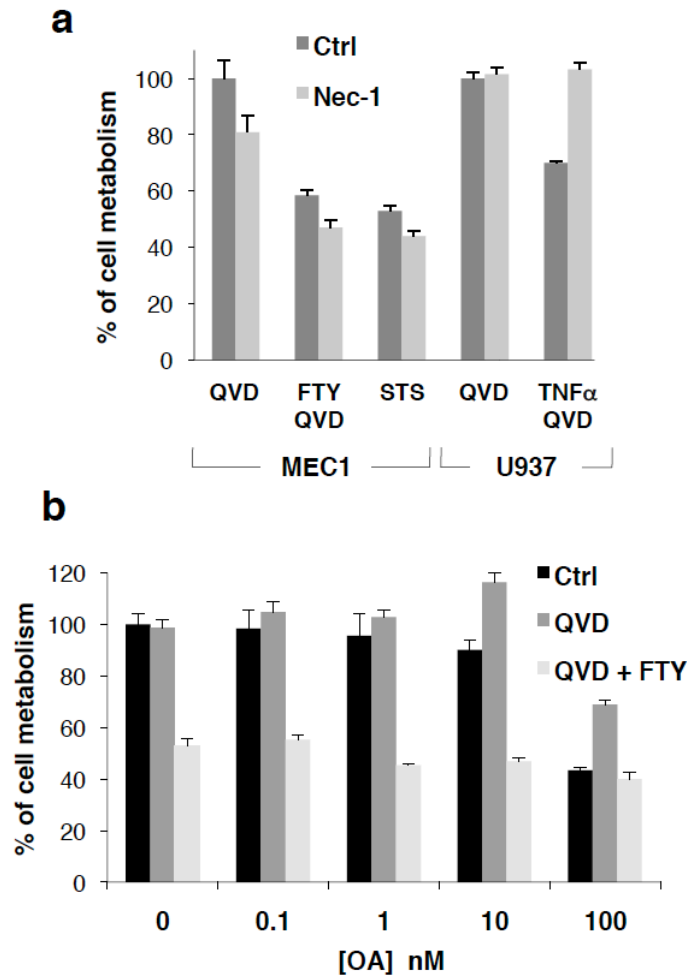 a
Ctrl
Nec-1
% of cell metabolism
100
80
60
40
20
0
QVD FTY STS QVD TNFα
QVD QVD
MEC1 U937
b
Ctrl
QVD
QVD + FTY
% of cell metabolism
120
100
80
60
40
20
0
0 0.1 1 10 100
[OA] nM